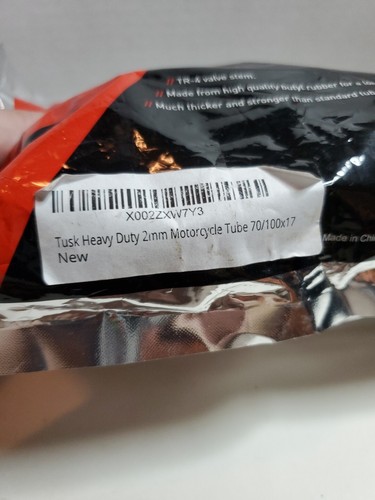 // TR-4 valve stem.
// Made from high quality butyl rubber for a lo
// Much thicker and stronger than standard tub
X002ZXW7Y3
Tusk Heavy Duty 2mm Motorcycle Tube 70/100x17
New
Made in Chi